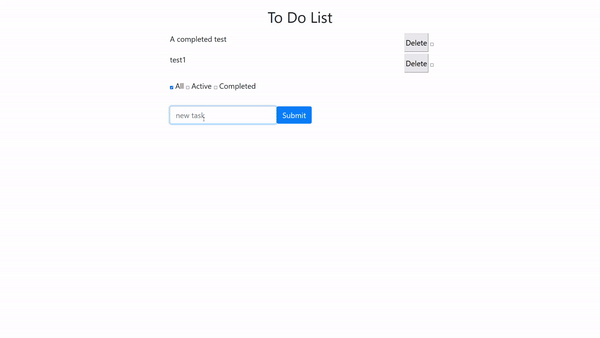 To Do List
A completed test Delete
test1 Delete
All Active Completed
new task Submit